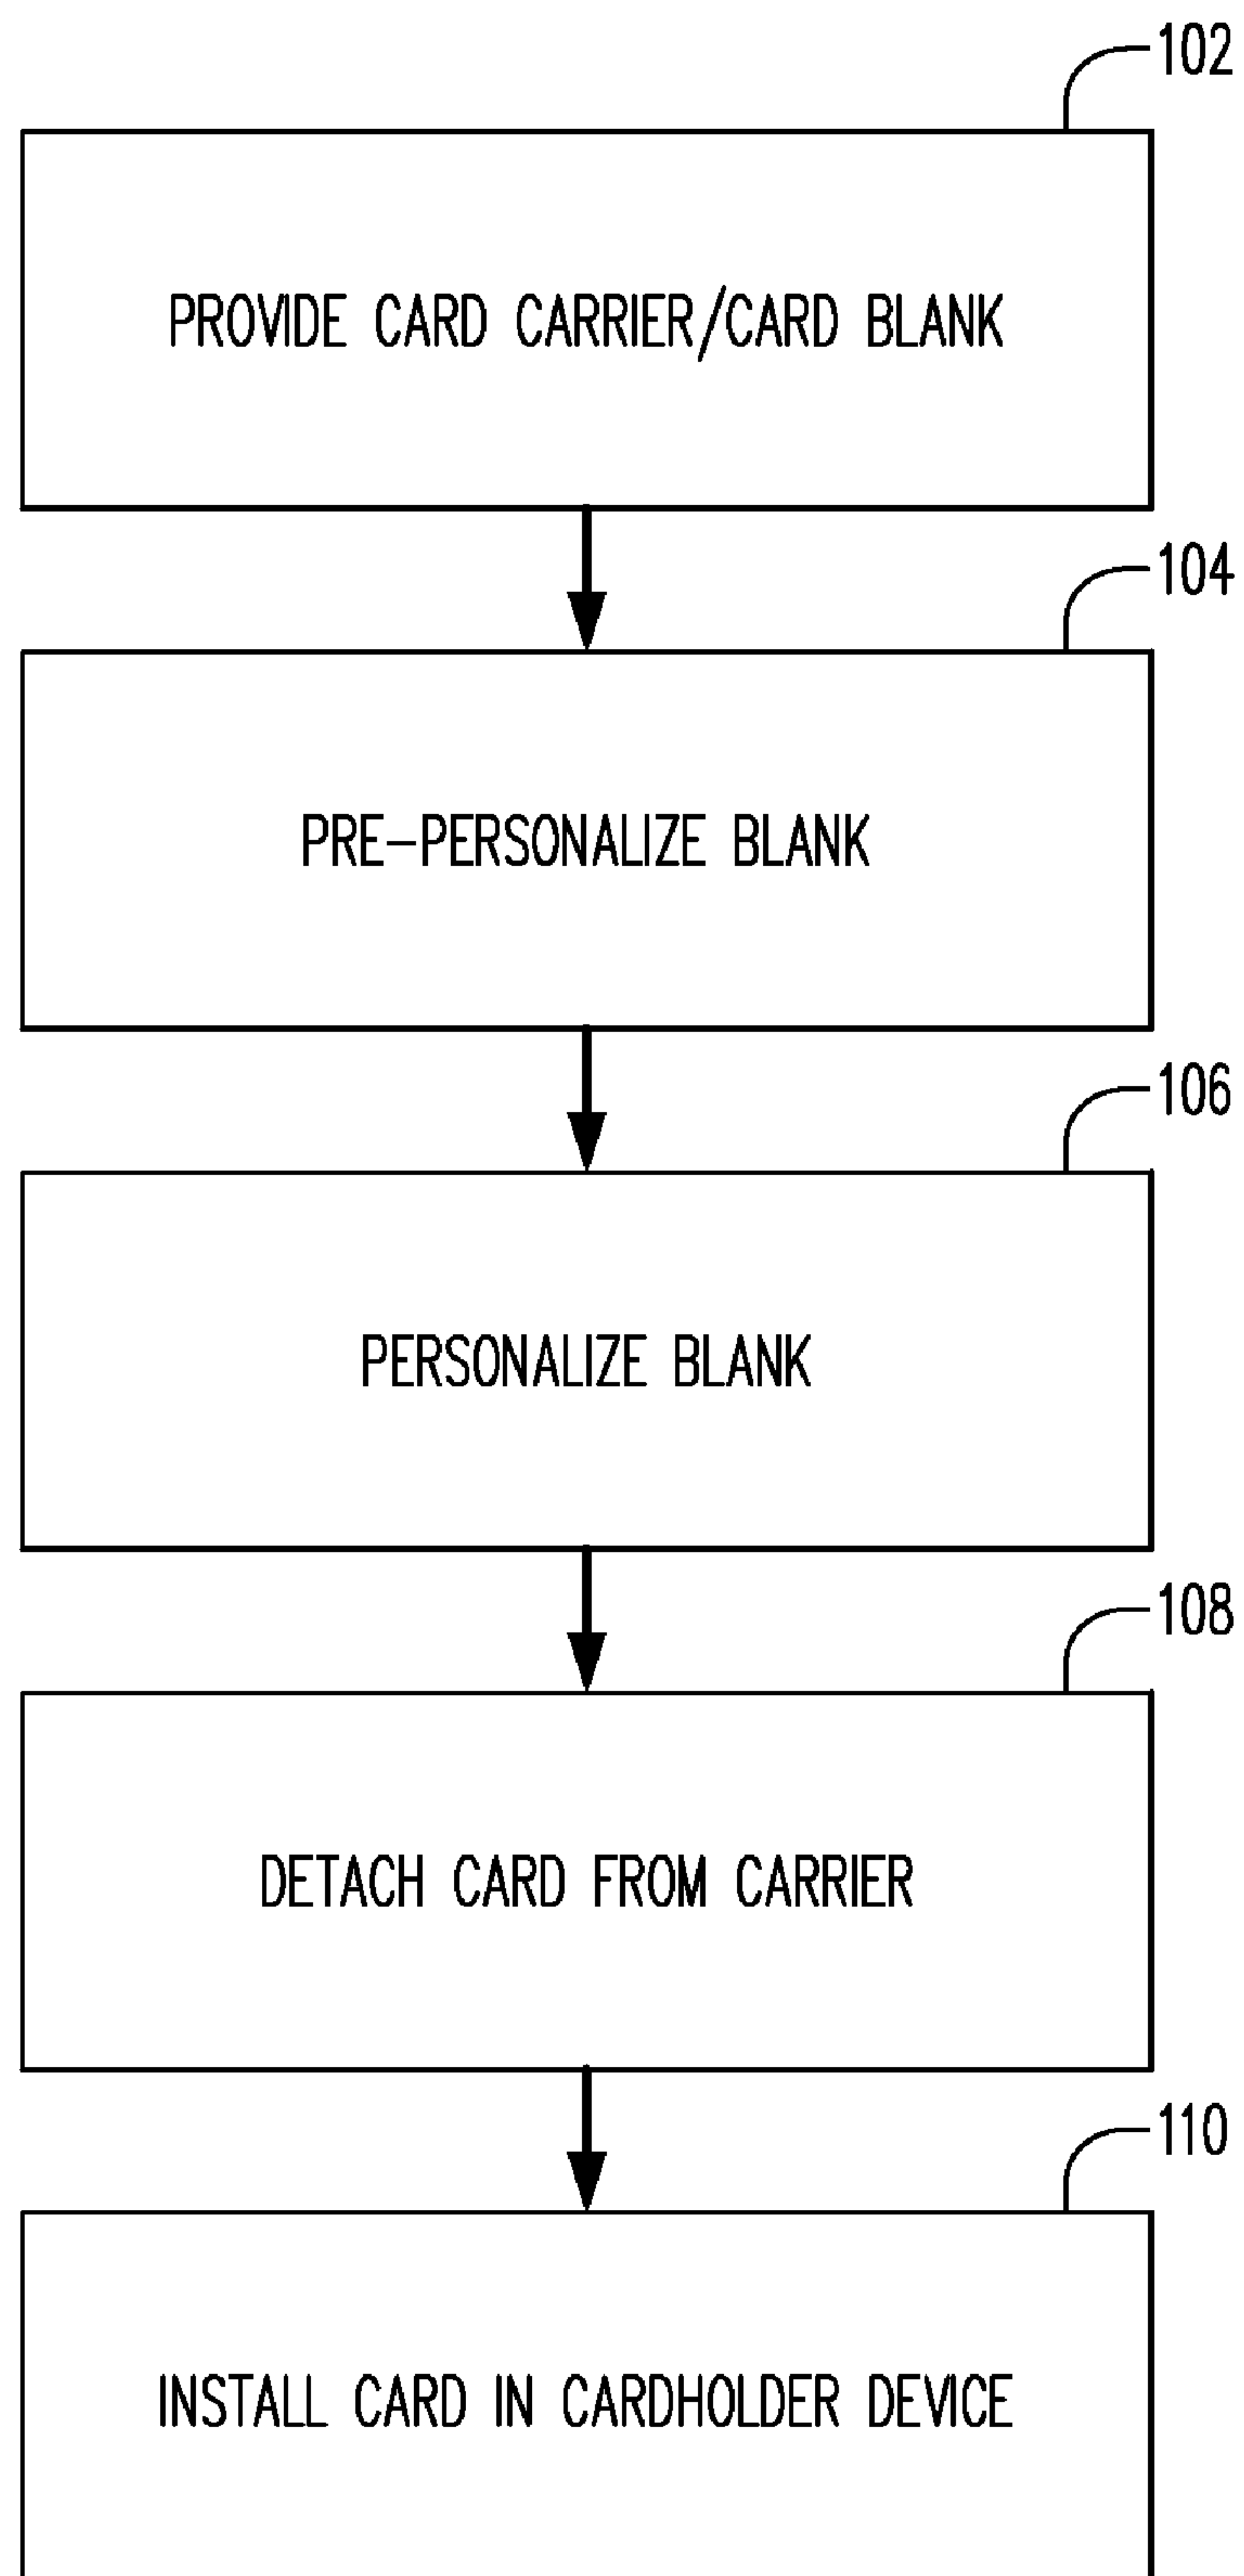 102
PROVIDE CARD CARRIER/CARD BLANK
104
PRE-PERSONALIZE BLANK
106
PERSONALIZE BLANK
108
DETACH CARD FROM CARRIER
110
INSTALL CARD IN CARDHOLDER DEVICE